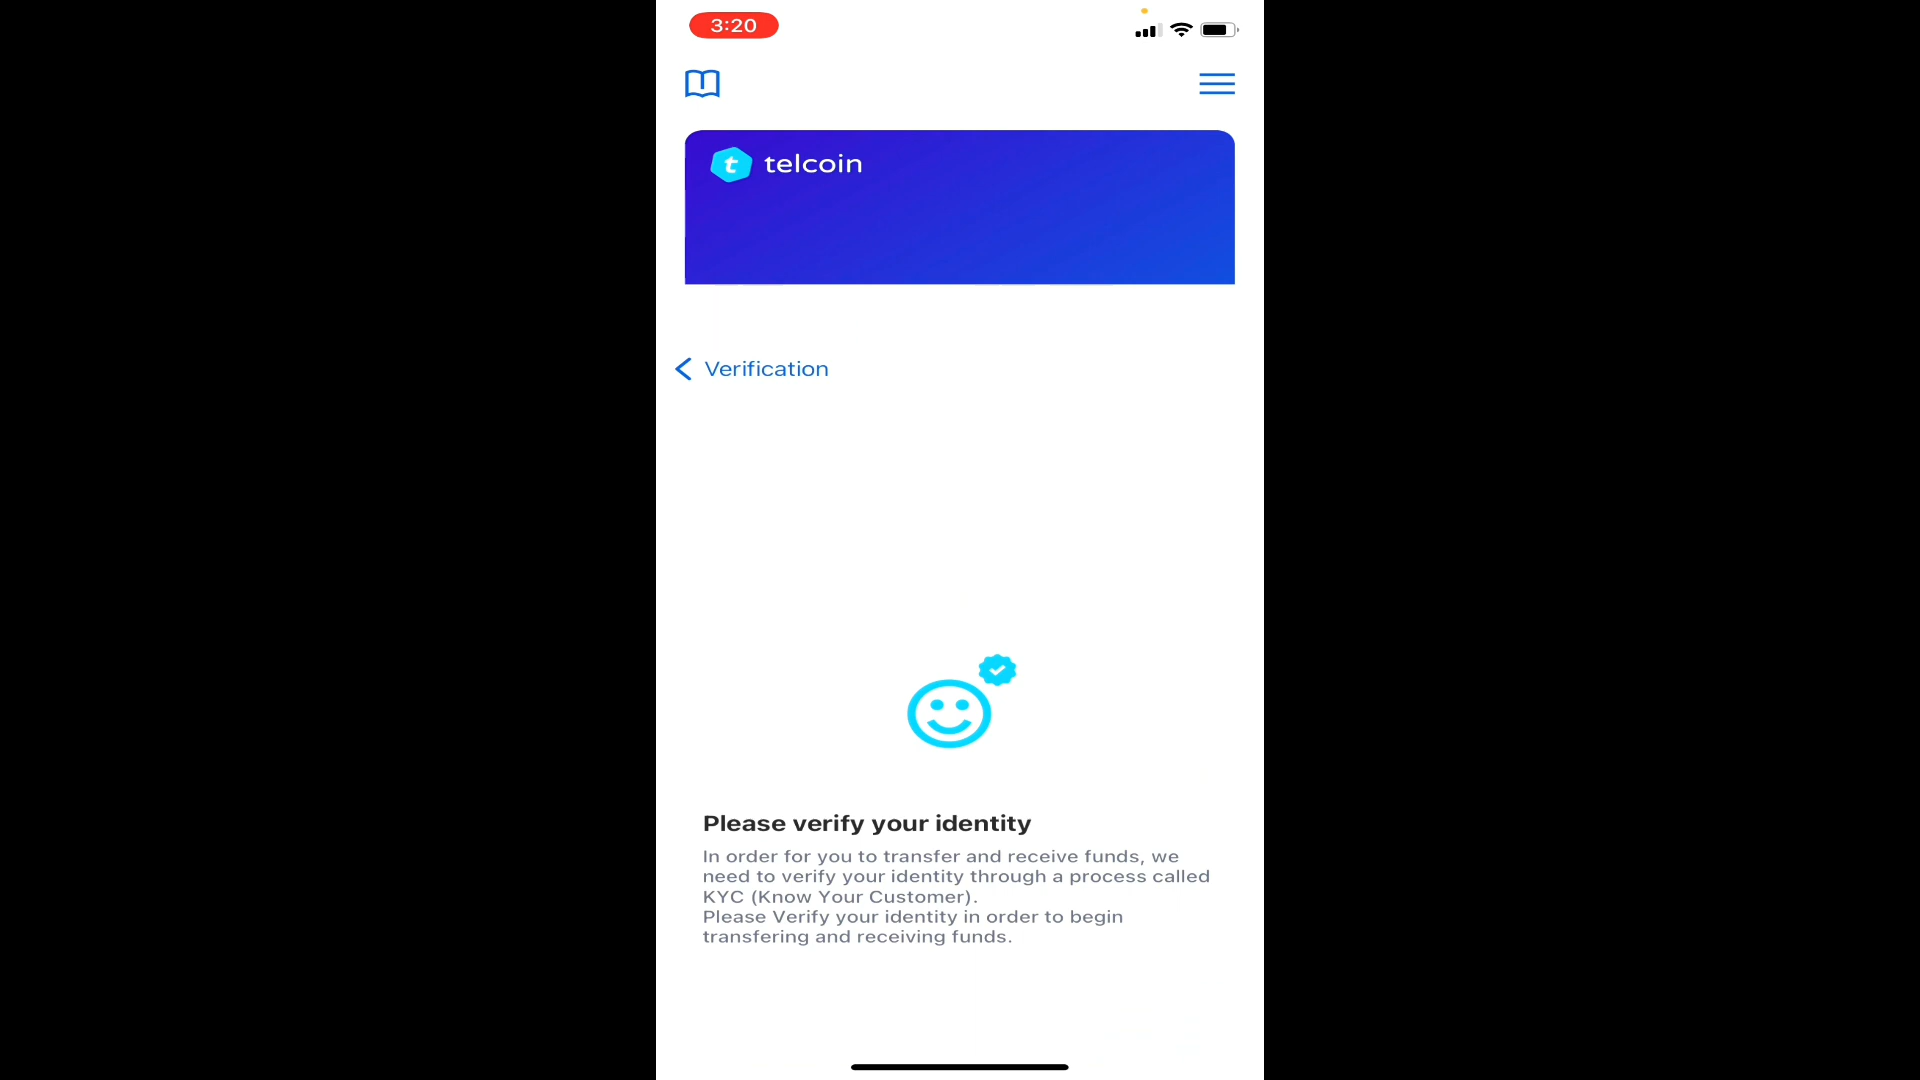 3:20
telcoin
Verification
Please verify your identity
In order for you to transfer and receive funds, we
need to verify your identity through a process called
KYC (Know Your Customer).
Please Verify your identity in order to begin
transfering and receiving funds.